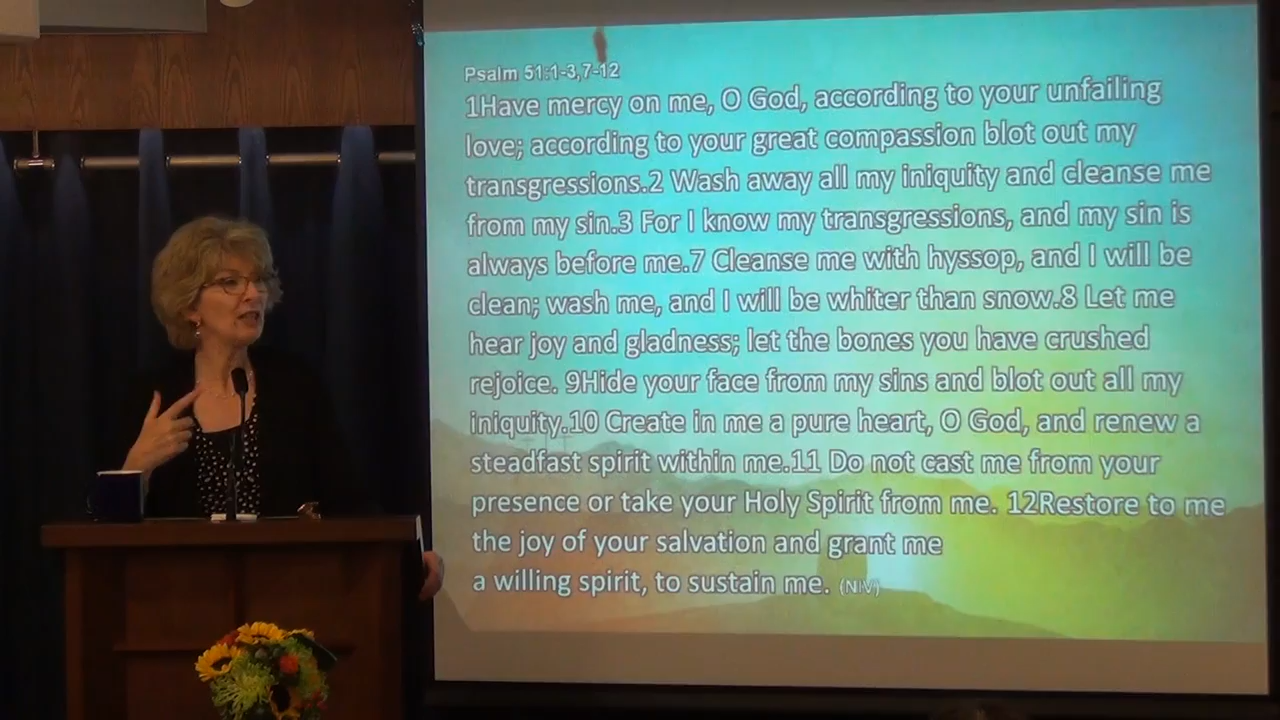 Psalm 51:1-3,7-12
1Have mercy on me, O God, according to your unfailing
love; according to your great compassion blot out my
transgressions.2 Wash away all my iniquity and cleanse me
from my sin.3 For I know my transgressions, and my sin is
always before me.7 Cleanse me with hyssop, and I will be
clean; wash me, and I will be whiter than snow.8 Let me
hear joy and gladness; let the bones you have crushed
rejoice. 9Hide your face from my sins and blot out all my
iniquity.10 Create in me a pure heart, O God, and renew a
steadfast spirit within me.11 Do not cast me from your
presence or take your Holy Spirit from me. 12Restore to me
the joy of your salvation and grant me
a willing spirit, to sustain me. (NIV)